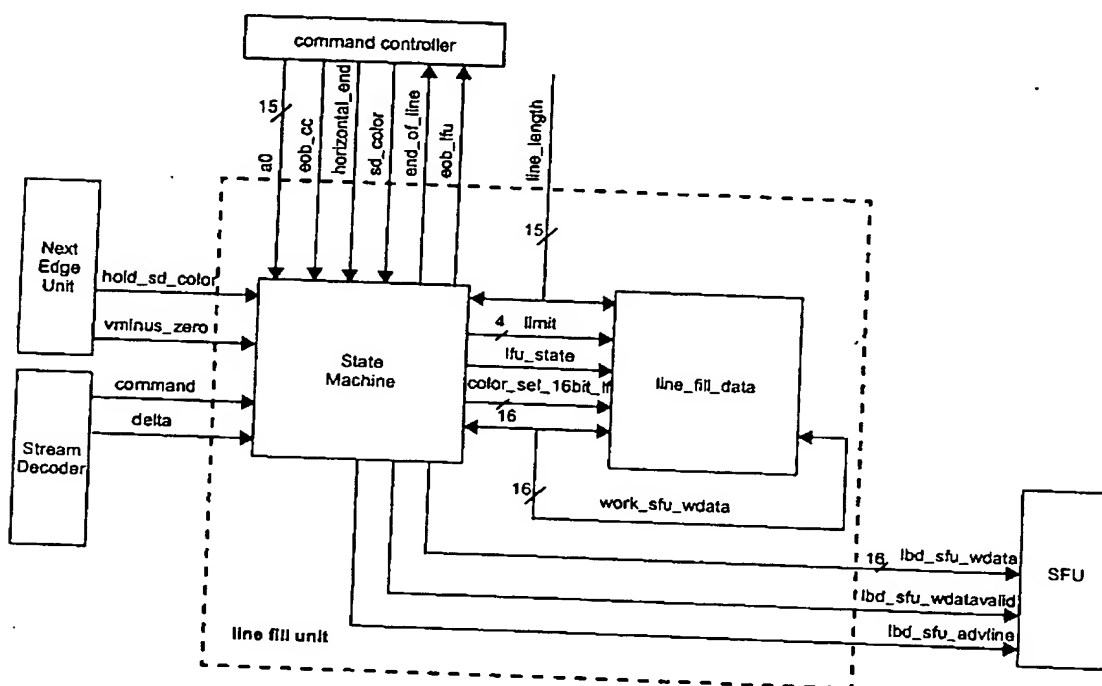 command controller
15
a0
eob_cc
horizontal_end
sd_color
end_of_line
eob_lfu
line_length
15
Next
Edge
Unit
hold_sd_color
vminus_zero
Stream
Decoder
command
delta
State
Machine
4
limit
lfu_state
color_sel_16bit_lf
16
line_fill_data
16
work_sfu_wdata
16
lbd_sfu_wdata
lbd_sfu_wdatavalid
lbd_sfu_advline
SFU
line fill unit